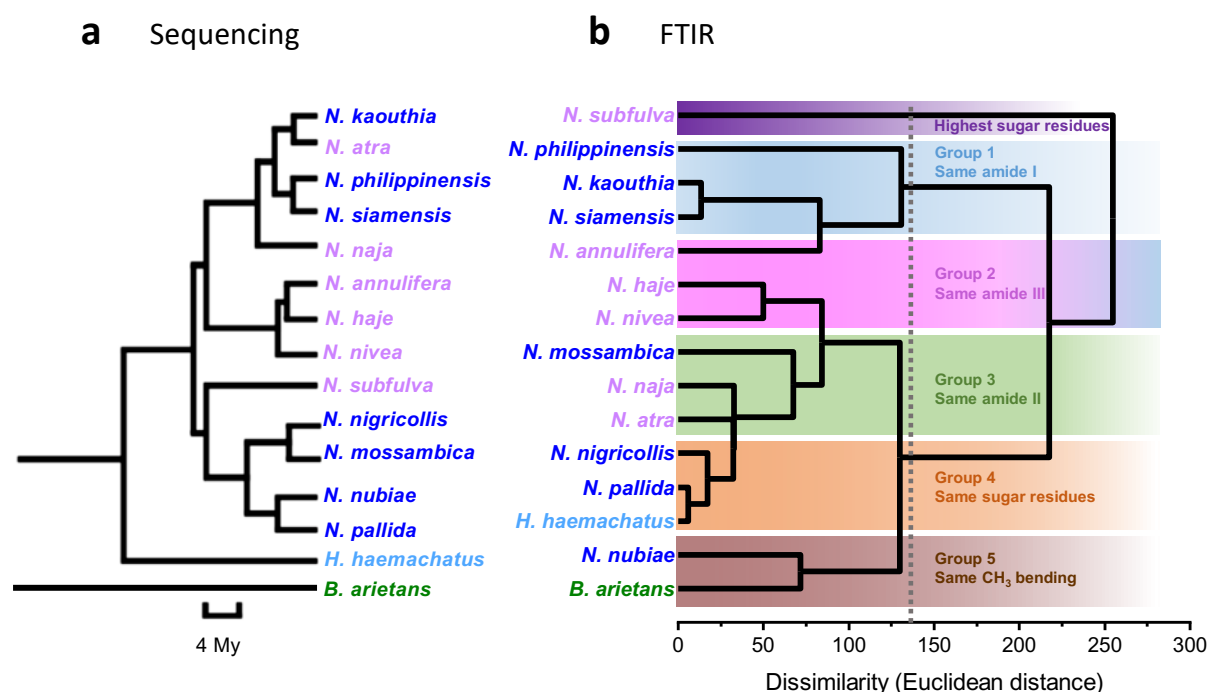 a Sequencing
N. kaouthia
N. atra
N. philippinensis
N. siamensis
N. naja
N. annulifera
N. haje
N. nivea
N. subfulva
N. nigricollis
N. mossambica
N. nubiae
N. pallida
H. haemachatus
B. arietans
4 My
b FTIR
N. subfulva
N. philippinensis
N. kaouthia
N. siamensis
N. annulifera
N. haje
N. nivea
N. mossambica
N. naja
N. atra
N. nigricollis
N. pallida
H. haemachatus
N. nubiae
B. arietans
Highest sugar residues
Group 1
Same amide I
Group 2
Same amide III
Group 3
Same amide II
Group 4
Same sugar residues
Group 5
Same CH₃ bending
0 50 100 150 200 250 300
Dissimilarity (Euclidean distance)